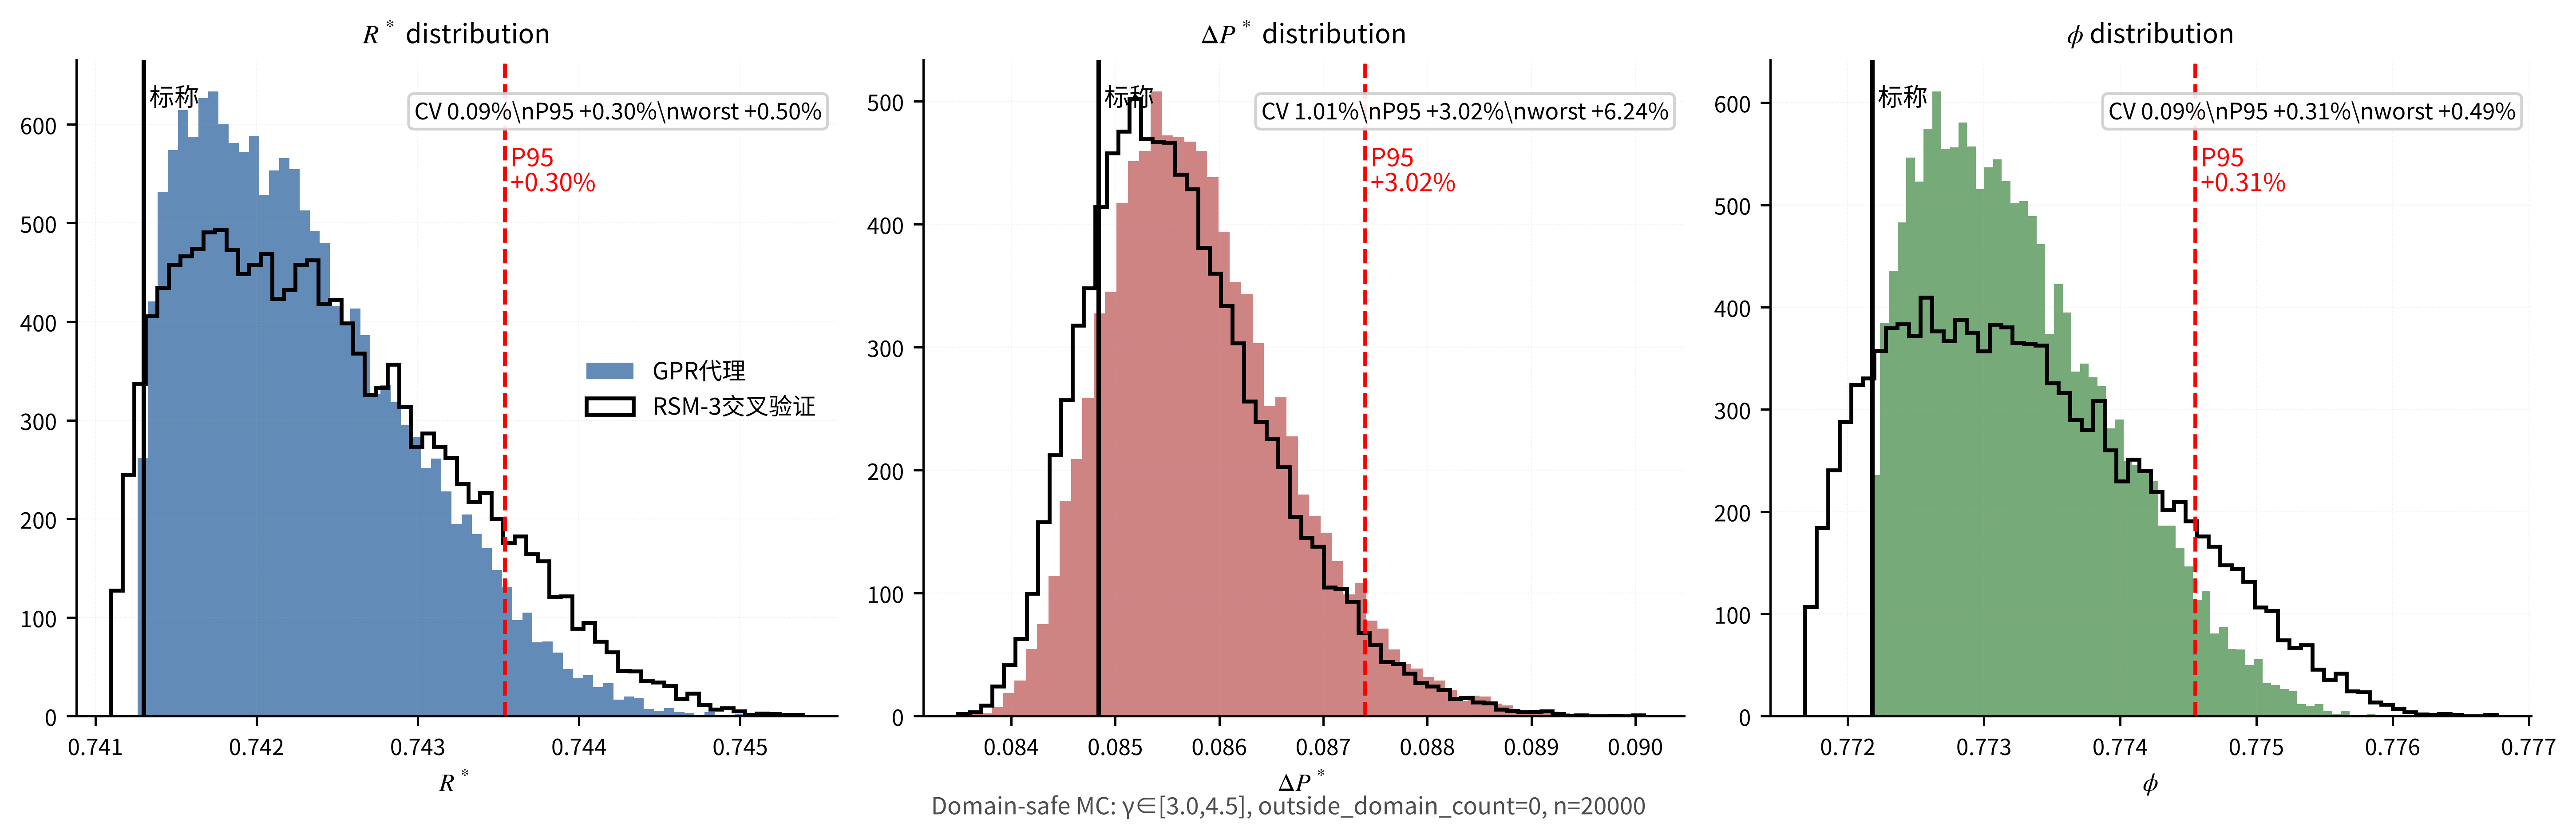 R* distribution
标称
CV 0.09%\nP95 +0.30%\nworst +0.50%
P95
+0.30%
GPR代理
RSM-3交叉验证
600
500
400
300
200
100
0
0.741 0.742 0.743 0.744 0.745
R*
ΔP* distribution
标称
CV 1.01%\nP95 +3.02%\nworst +6.24%
P95
+3.02%
500
400
300
200
100
0
0.084 0.085 0.086 0.087 0.088 0.089 0.090
ΔP*
ϕ distribution
标称
CV 0.09%\nP95 +0.31%\nworst +0.49%
P95
+0.31%
600
500
400
300
200
100
0
0.772 0.773 0.774 0.775 0.776 0.777
ϕ
Domain-safe MC: γ∈[3.0,4.5], outside_domain_count=0, n=20000